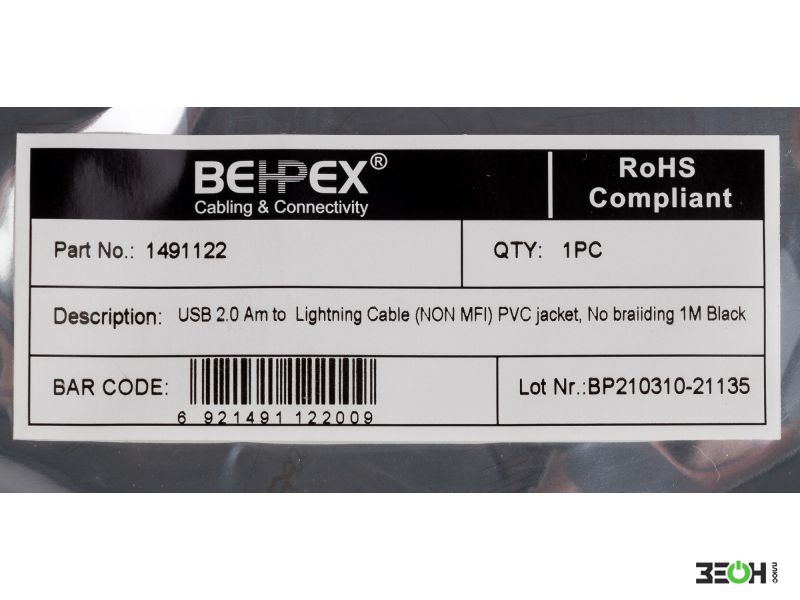 BEHPEX®
Cabling & Connectivity
RoHS
Compliant
Part No.: 1491122
QTY: 1PC
Description: USB 2.0 Am to Lightning Cable (NON MFI) PVC jacket, No braiiding 1M Black
BAR CODE:
6 921491 122009
Lot Nr.:BP210310-21135
ЗЕОН
плюс